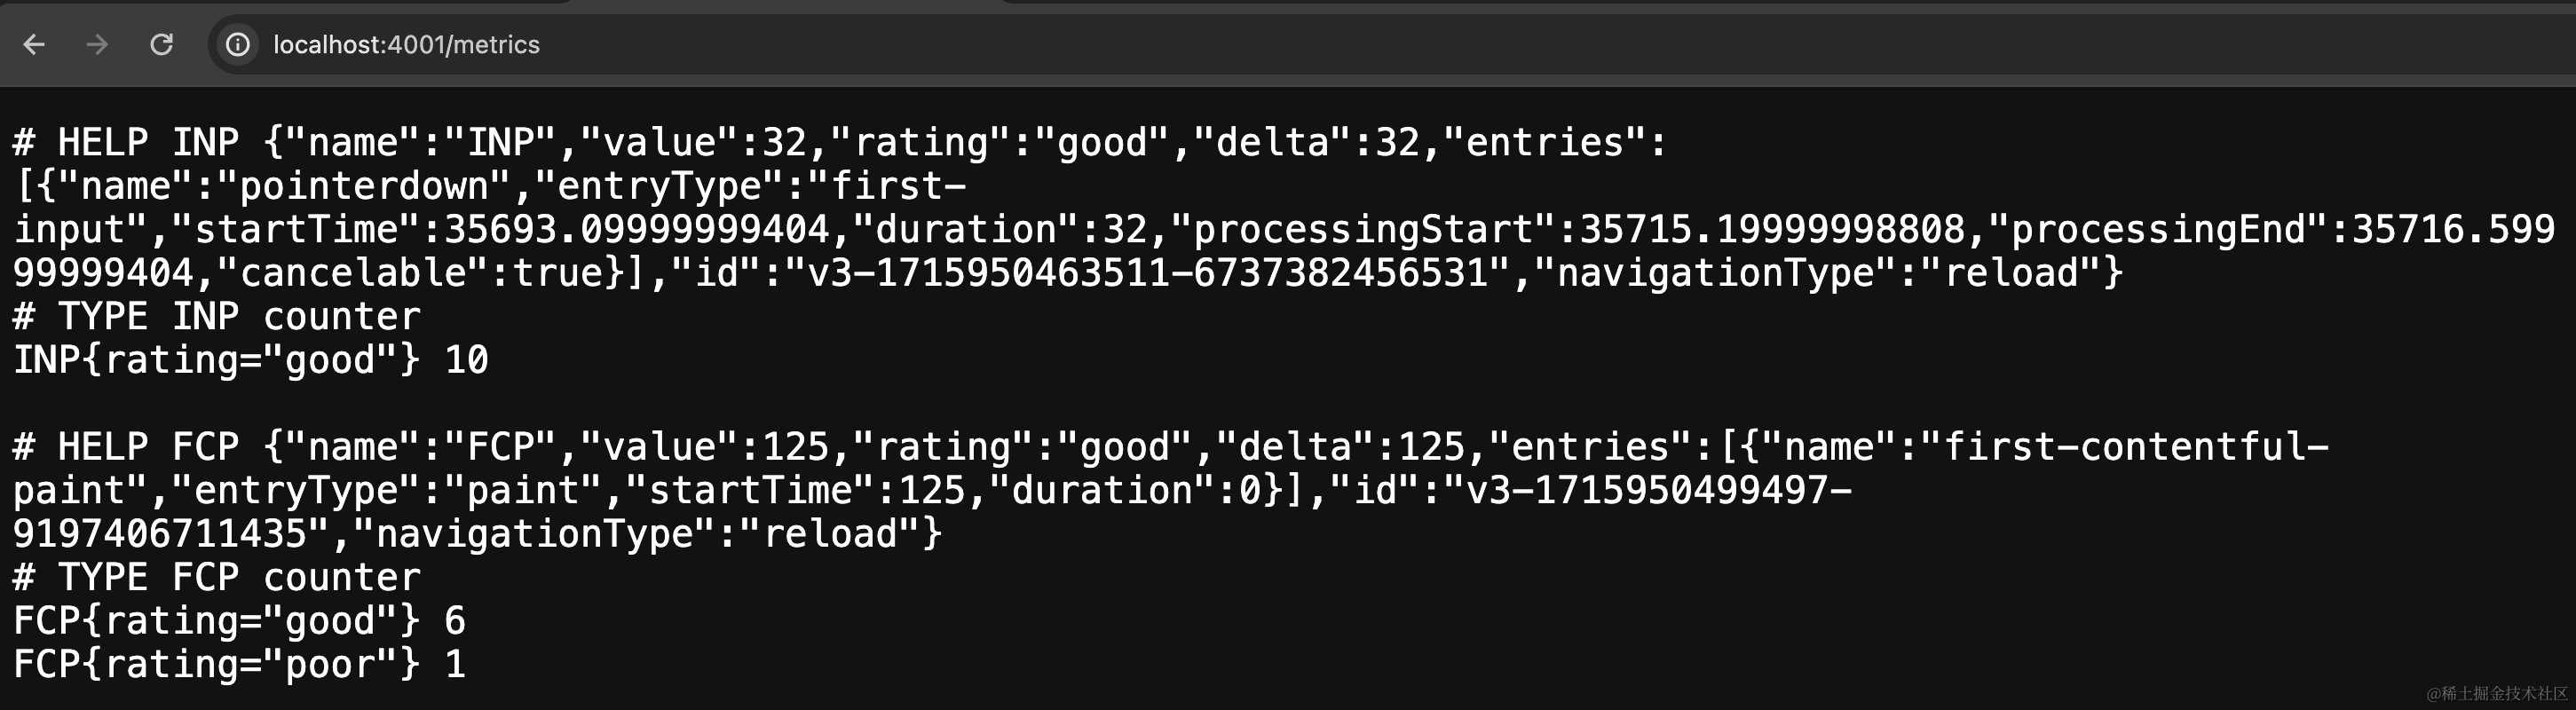 localhost:4001/metrics
# HELP INP {"name":"INP","value":32,"rating":"good","delta":32,"entries":
[{"name":"pointerdown","entryType":"first-
input","startTime":35693.09999999404,"duration":32,"processingStart":35715.19999998808,"processingEnd":35716.599
99999404,"cancelable":true}],"id":"v3-1715950463511-6737382456531","navigationType":"reload"}
# TYPE INP counter
INP{rating="good"} 10
# HELP FCP {"name":"FCP","value":125,"rating":"good","delta":125,"entries":[{"name":"first-contentful-
paint","entryType":"paint","startTime":125,"duration":0}],"id":"v3-1715950499497-
9197406711435","navigationType":"reload"}
# TYPE FCP counter
FCP{rating="good"} 6
FCP{rating="poor"} 1
@稀土掘金技术社区